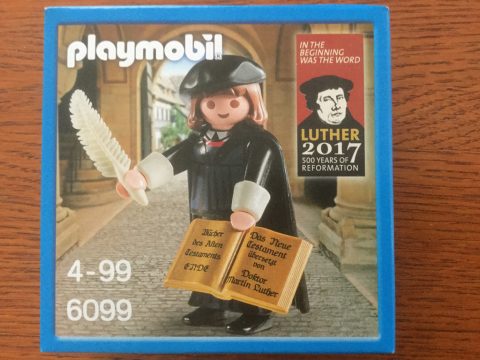 playmobil
IN THE
BEGINNING
WAS THE WORD
LUTHER
2017
500 YEARS OF
REFORMATION
Bücher
des Alten
Testaments
ENDE
Das Neue
Testament
übersetzt
von
Doktor
Martin Luther
4-99
6099